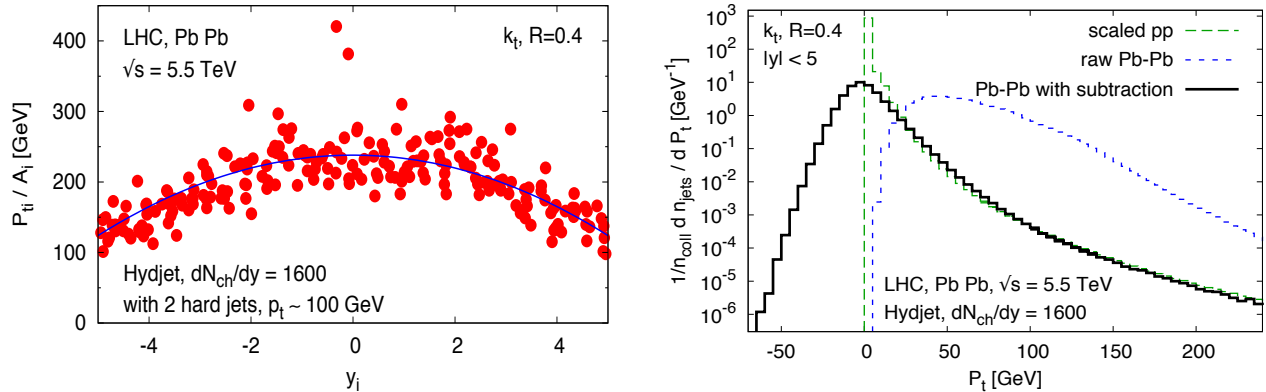 LHC, Pb Pb
√s = 5.5 TeV
k_t, R=0.4
Hydjet, dN_ch/dy = 1600
with 2 hard jets, p_t ~ 100 GeV
P_ti / A_i [GeV]
400
300
200
100
0
-4 -2 0 2 4
y_i
k_t, R=0.4
|y| < 5
scaled pp
raw Pb-Pb
Pb-Pb with subtraction
LHC, Pb Pb, √s = 5.5 TeV
Hydjet, dN_ch/dy = 1600
1/n_coll d n_jets / d P_t [GeV^-1]
10^3
10^2
10^1
10^0
10^-1
10^-2
10^-3
10^-4
10^-5
10^-6
-50 0 50 100 150 200
P_t [GeV]